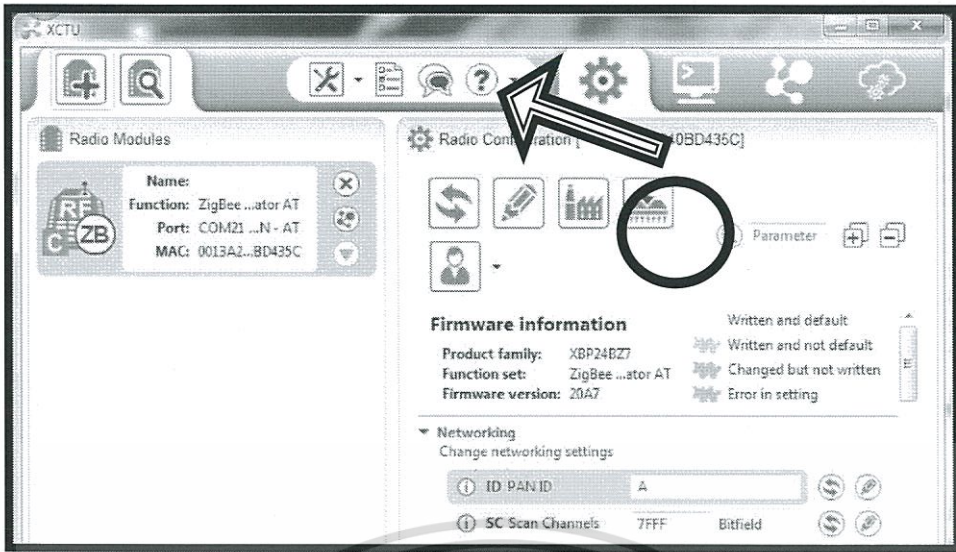 XCTU
Radio Modules
Name:
Function: ZigBee ...ator AT
Port: COM21 ...N - AT
MAC: 0013A2...BD435C
ZB
C
Radio Configuration [
0BD435C]
Parameter
Firmware information
Product family: XBP24BZ7
Function set: ZigBee ...ator AT
Firmware version: 20A7
Written and default
Written and not default
Changed but not written
Error in setting
Networking
Change networking settings
ID PAN ID A
SC Scan Channels 7FFF Bitfield